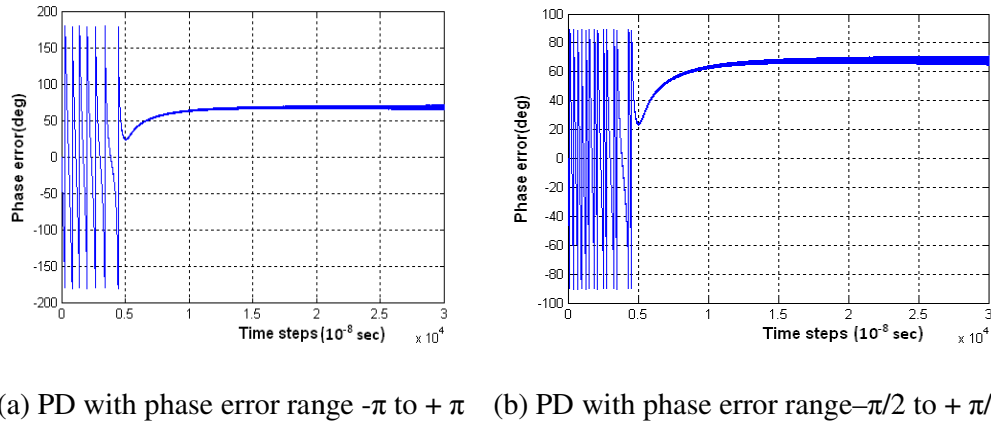 200
150
100
50
0
-50
-100
-150
-200
Phase error(deg)
0 0.5 1 1.5 2 2.5 3
Time steps (10⁻⁸ sec)
x 10⁴
100
80
60
40
20
0
-20
-40
-60
-80
-100
Phase error(deg)
0 0.5 1 1.5 2 2.5 3
Time steps (10⁻⁸ sec)
x 10⁴
(a) PD with phase error range -π to + π (b) PD with phase error range–π/2 to + π/